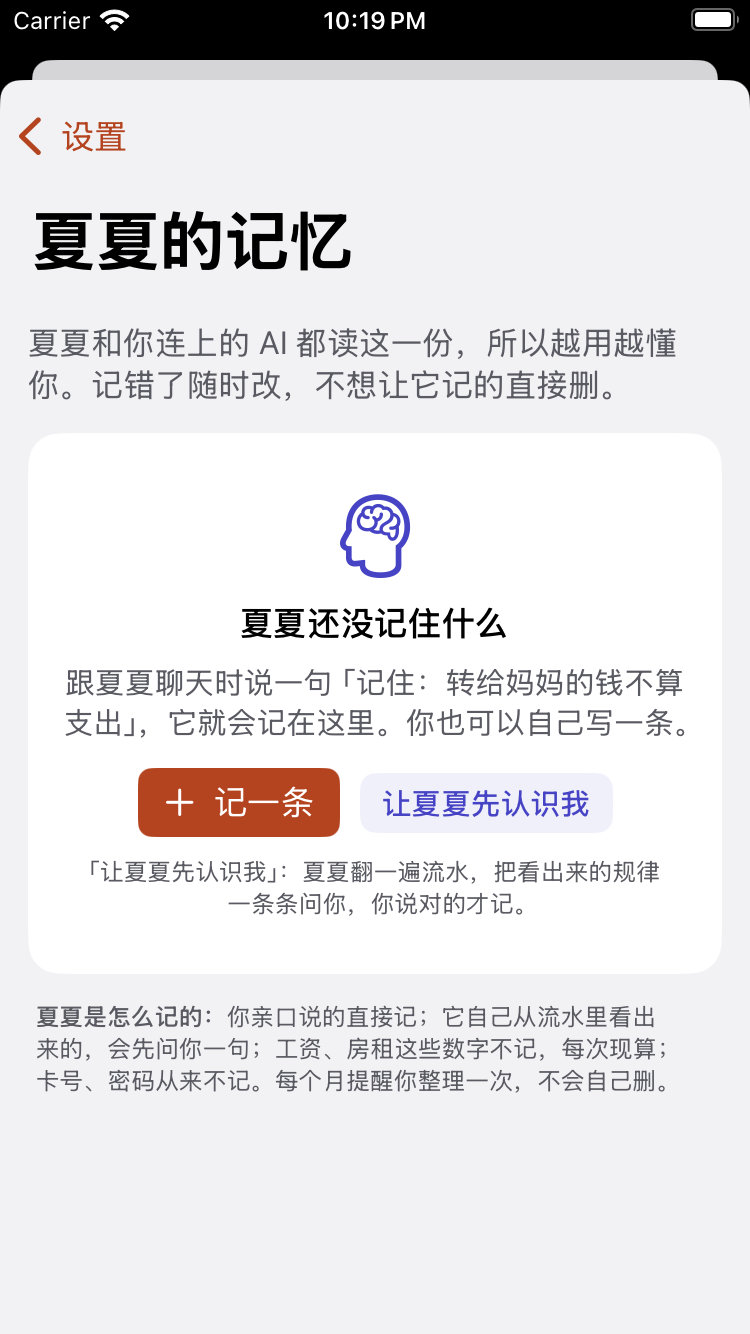 Carrier
10:19 PM
设置
夏夏的记忆
夏夏和你连上的 AI 都读这一份，所以越用越懂
你。记错了随时改，不想让它记的直接删。
夏夏还没记住什么
跟夏夏聊天时说一句「记住：转给妈妈的钱不算
支出」，它就会记在这里。你也可以自己写一条。
＋ 记一条
让夏夏先认识我
「让夏夏先认识我」：夏夏翻一遍流水，把看出来的规律
一条条问你，你说对的才记。
夏夏是怎么记的：你亲口说的直接记；它自己从流水里看出
来的，会先问你一句；工资、房租这些数字不记，每次现算；
卡号、密码从来不记。每个月提醒你整理一次，不会自己删。